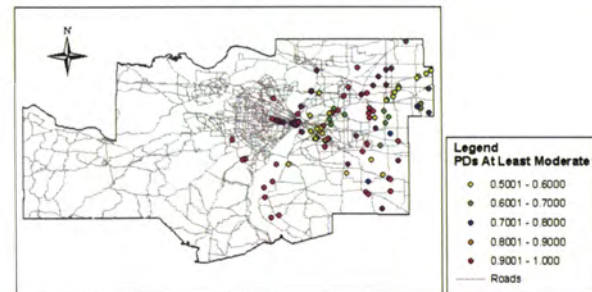 N
Legend
PDs At Least Moderate
0.5001 - 0.6000
0.6001 - 0.7000
0.7001 - 0.8000
0.8001 - 0.9000
0.9001 - 1.000
Roads